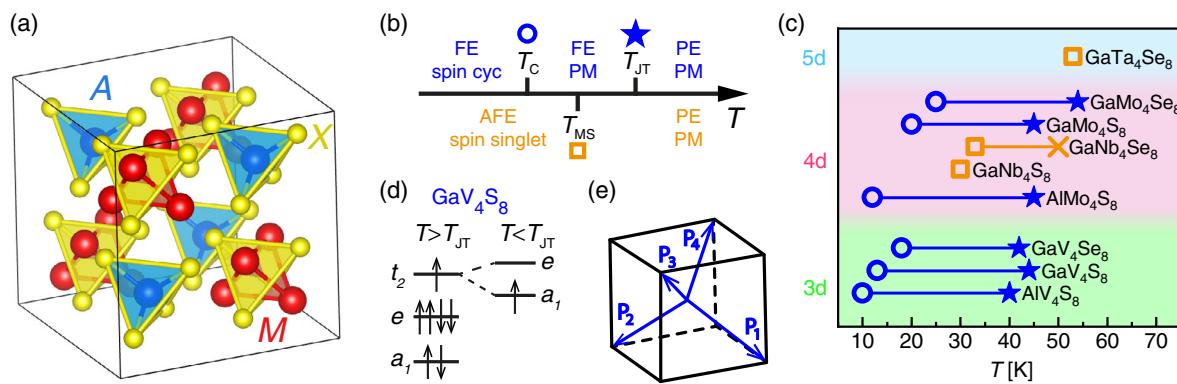 (a)
A
X
M
(b)
FE FE PE
spin cyc T_C PM T_JT PM
AFE T_MS PE T
spin singlet PM
(c)
5d
4d
3d
GaTa₄Se₈
GaMo₄Se₈
GaMo₄S₈
GaNb₄Se₈
GaNb₄S₈
AlMo₄S₈
GaV₄Se₈
GaV₄S₈
AlV₄S₈
10 20 30 40 50 60 70
T [K]
(d) GaV₄S₈
T>T_JT T<T_JT
t₂ e
a₁
e
a₁
(e)
P₄
P₃
P₂
P₁